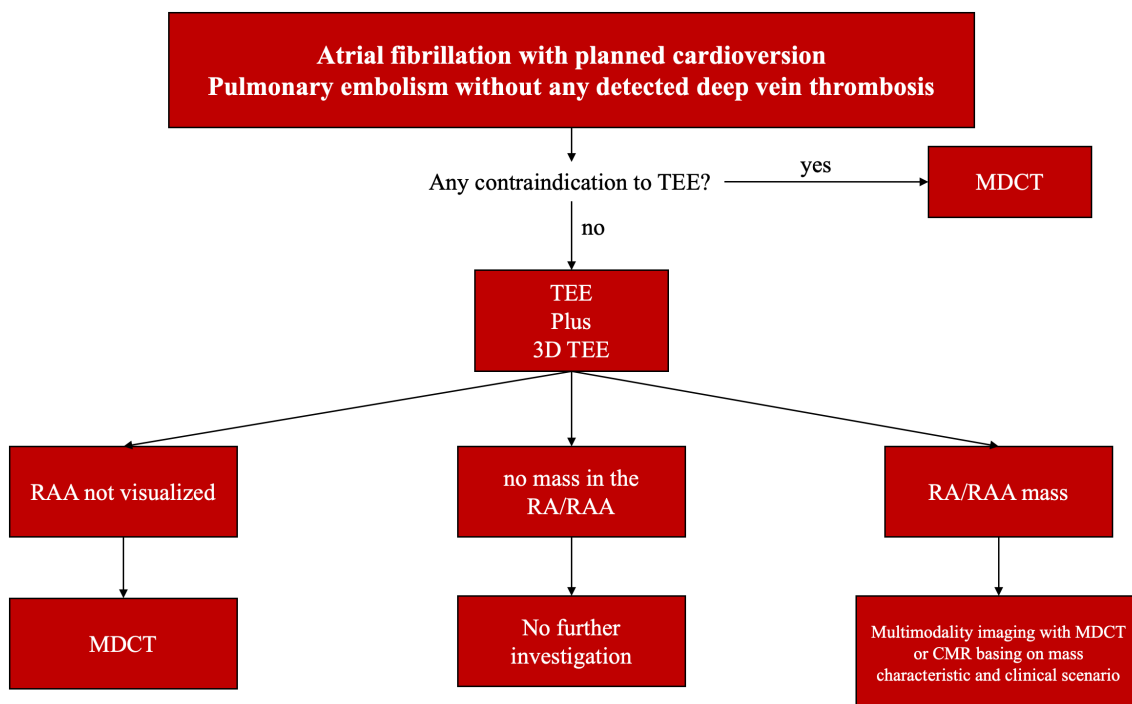 Atrial fibrillation with planned cardioversion
Pulmonary embolism without any detected deep vein thrombosis
Any contraindication to TEE?
yes
MDCT
no
TEE
Plus
3D TEE
RAA not visualized
no mass in the
RA/RAA
RA/RAA mass
MDCT
No further
investigation
Multimodality imaging with MDCT
or CMR basing on mass
characteristic and clinical scenario